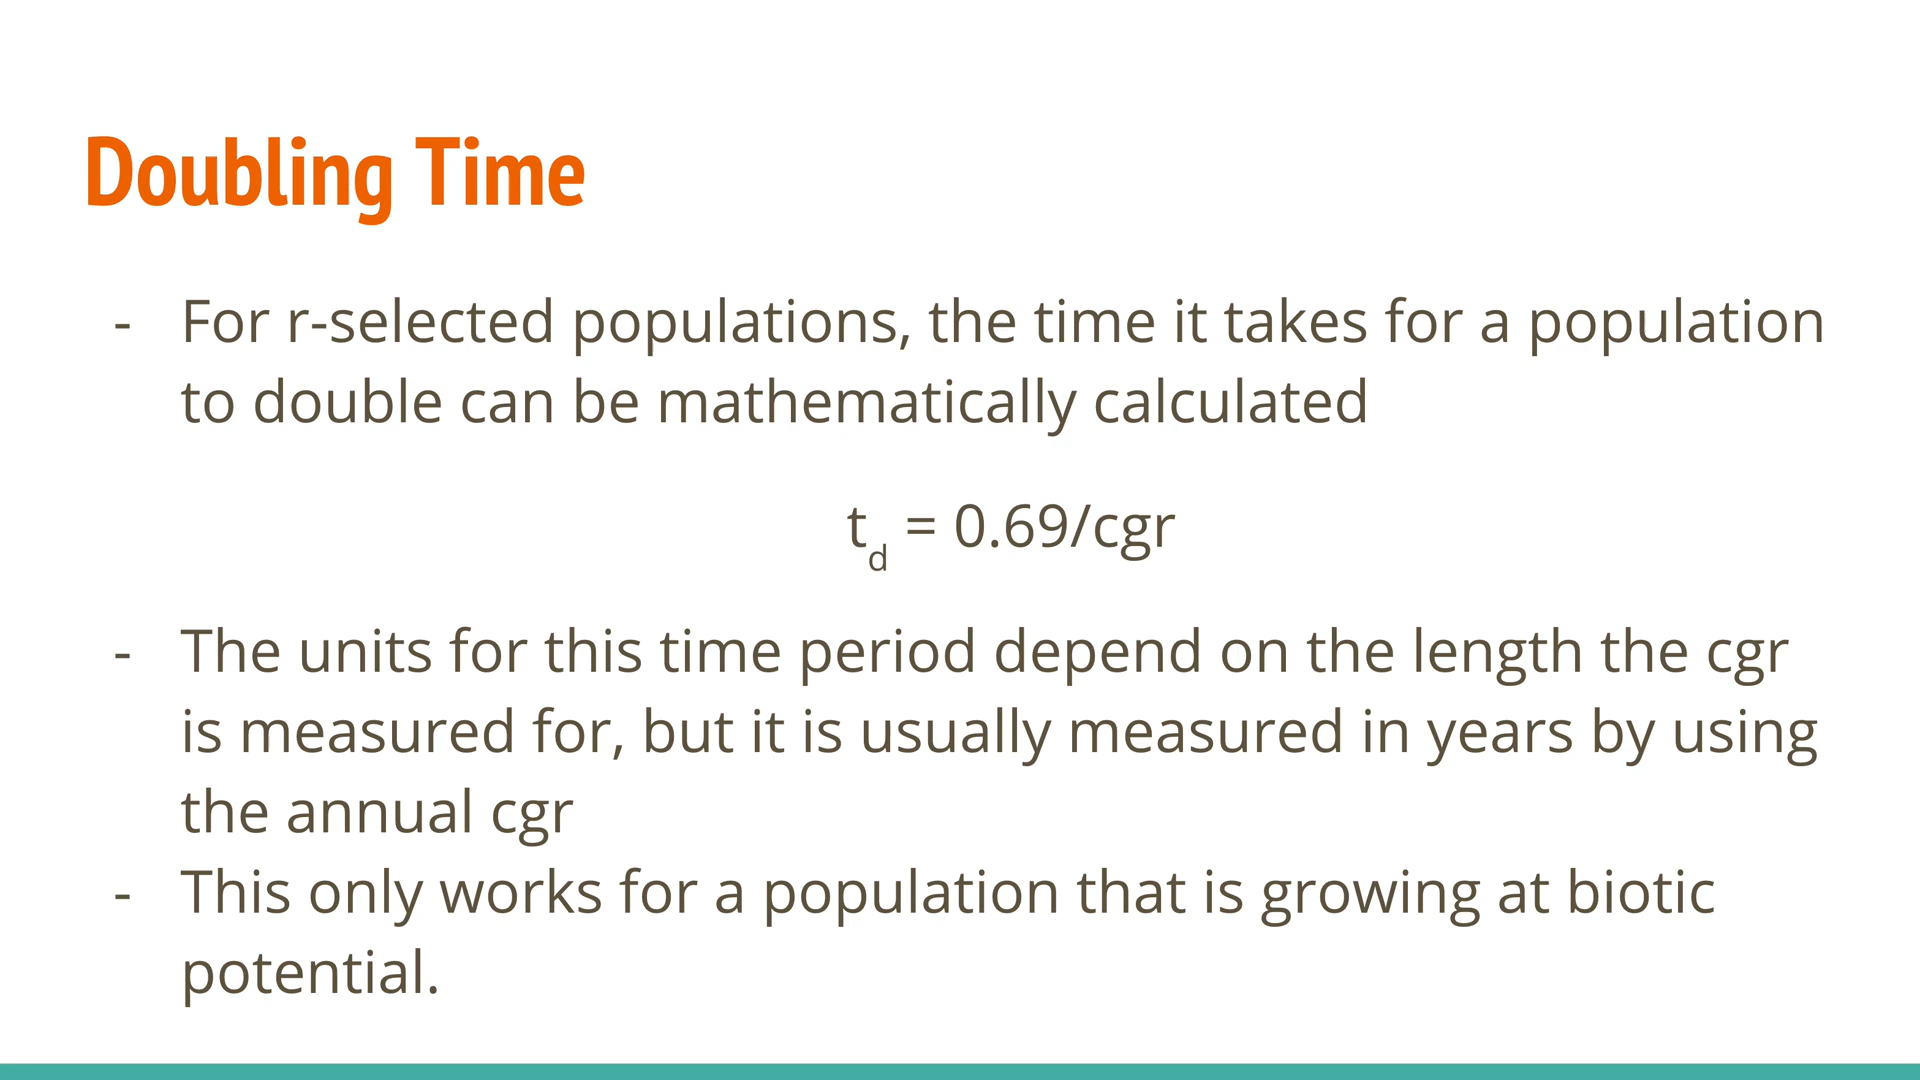 Doubling Time
- For r-selected populations, the time it takes for a population
to double can be mathematically calculated
td = 0.69/cgr
- The units for this time period depend on the length the cgr
is measured for, but it is usually measured in years by using
the annual cgr
- This only works for a population that is growing at biotic
potential.